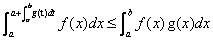 ∫_a^{a+∫_a^b g(t)dt} f(x)dx ≤ ∫_a^b f(x) g(x)dx